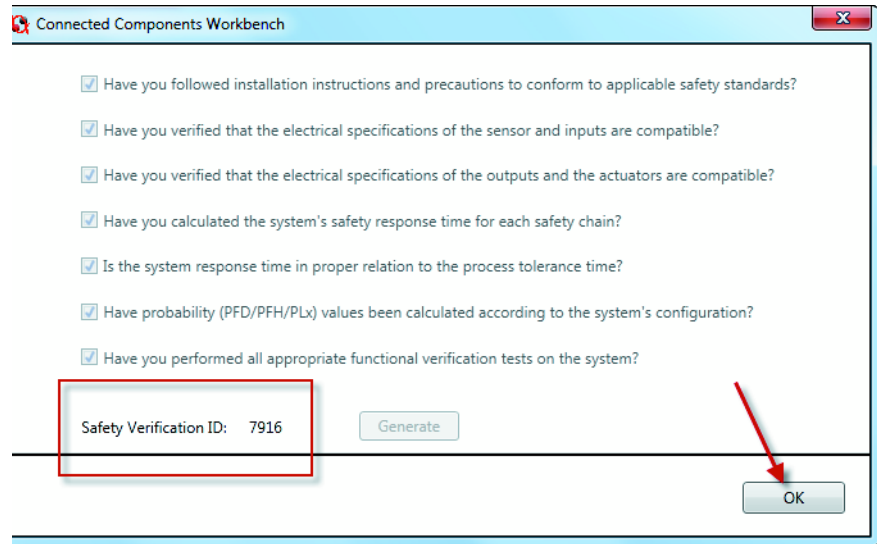 Connected Components Workbench
Have you followed installation instructions and precautions to conform to applicable safety standards?
Have you verified that the electrical specifications of the sensor and inputs are compatible?
Have you verified that the electrical specifications of the outputs and the actuators are compatible?
Have you calculated the system's safety response time for each safety chain?
Is the system response time in proper relation to the process tolerance time?
Have probability (PFD/PFH/PLx) values been calculated according to the system's configuration?
Have you performed all appropriate functional verification tests on the system?
Safety Verification ID: 7916 Generate
OK